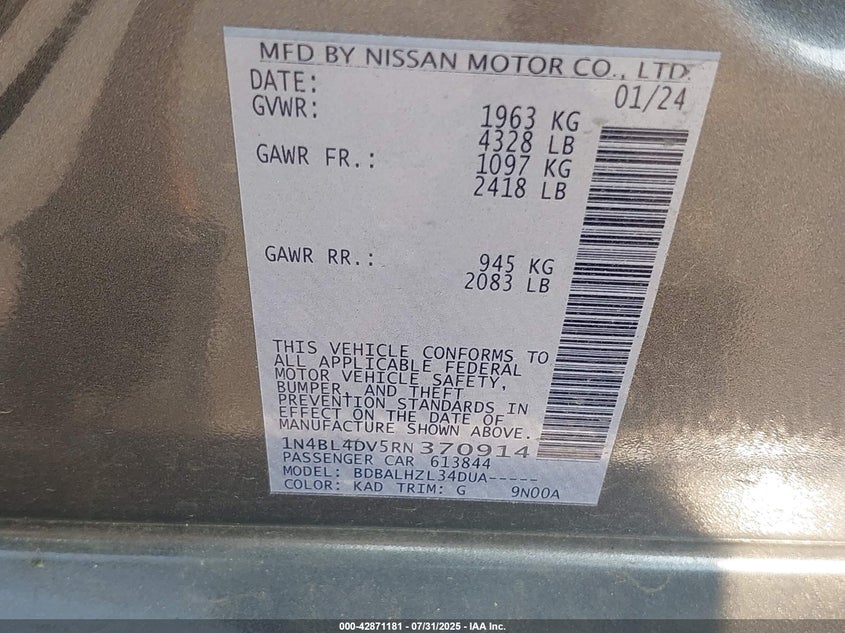 MFD BY NISSAN MOTOR CO., LTD.
DATE: 01/24
GVWR: 1963 KG
4328 LB
GAWR FR.: 1097 KG
2418 LB
GAWR RR.: 945 KG
2083 LB
THIS VEHICLE CONFORMS TO
ALL APPLICABLE FEDERAL
MOTOR VEHICLE SAFETY,
BUMPER, AND THEFT
PREVENTION STANDARDS IN
EFFECT ON THE DATE OF
MANUFACTURE SHOWN ABOVE.
1N4BL4DV5RN370914
PASSENGER CAR 613844
MODEL: BDBALHZL34DUA-----
COLOR: KAD TRIM: G 9N00A
000-42871181 - 07/31/2025 - IAA Inc.